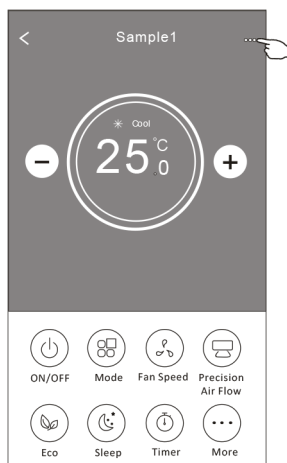 Sample1
Cool
25.0°C
ON/OFF Mode Fan Speed Precision Air Flow
Eco Sleep Timer More